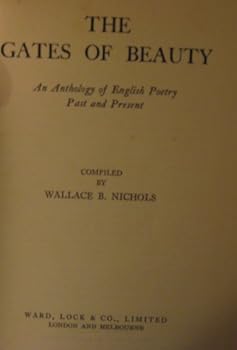 THE
GATES OF BEAUTY
An Anthology of English Poetry
Past and Present
COMPILED
BY
WALLACE B. NICHOLS
WARD, LOCK & CO., LIMITED
LONDON AND MELBOURNE